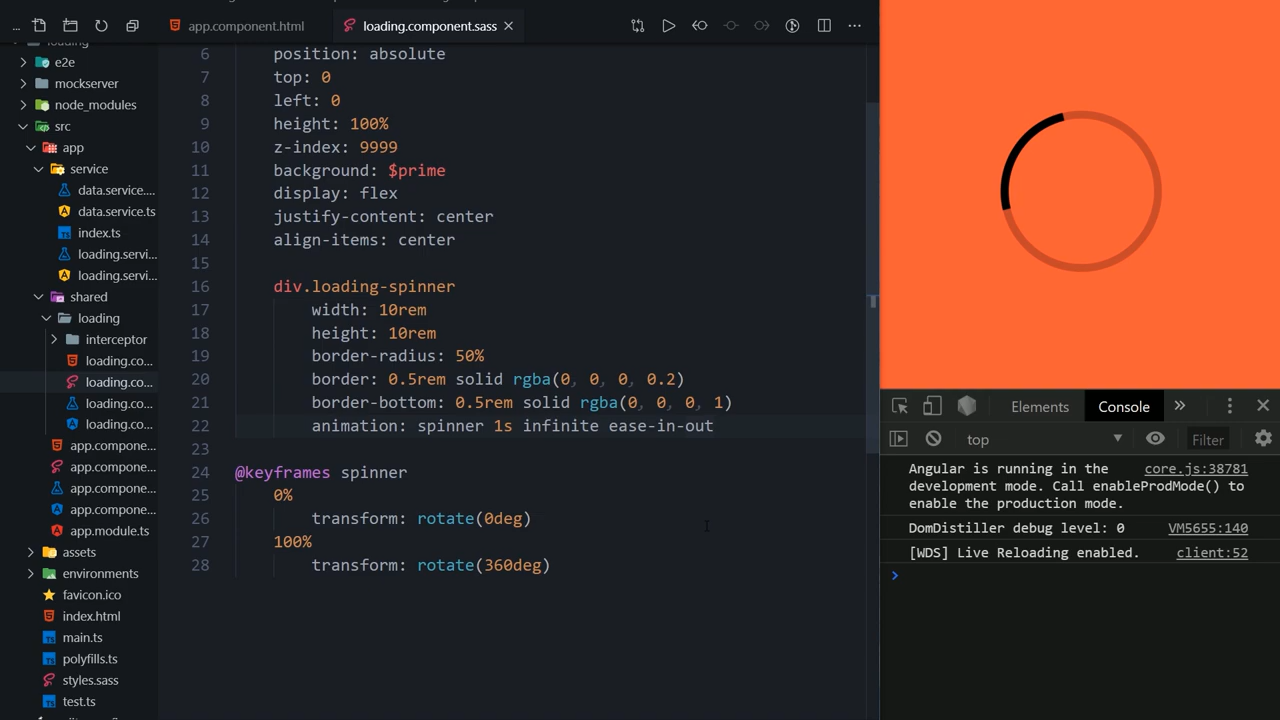 ...
app.component.html
loading.component.sass
...
loading
e2e
mockserver
node_modules
src
app
service
data.service....
data.service.ts
index.ts
loading.servi...
loading.servi...
shared
loading
interceptor
loading.co...
loading.co...
loading.co...
loading.co...
app.compone...
app.compone...
app.compone...
app.compone...
app.module.ts
assets
environments
favicon.ico
index.html
main.ts
polyfills.ts
styles.sass
test.ts
6 position: absolute
7 top: 0
8 left: 0
9 height: 100%
10 z-index: 9999
11 background: $prime
12 display: flex
13 justify-content: center
14 align-items: center
15
16 div.loading-spinner
17 width: 10rem
18 height: 10rem
19 border-radius: 50%
20 border: 0.5rem solid rgba(0, 0, 0, 0.2)
21 border-bottom: 0.5rem solid rgba(0, 0, 0, 1)
22 animation: spinner 1s infinite ease-in-out
23
24 @keyframes spinner
25 0%
26 transform: rotate(0deg)
27 100%
28 transform: rotate(360deg)
Elements
Console
top
Filter
Angular is running in the core.js:38781
development mode. Call enableProdMode() to
enable the production mode.
DomDistiller debug level: 0 VM5655:140
[WDS] Live Reloading enabled. client:52